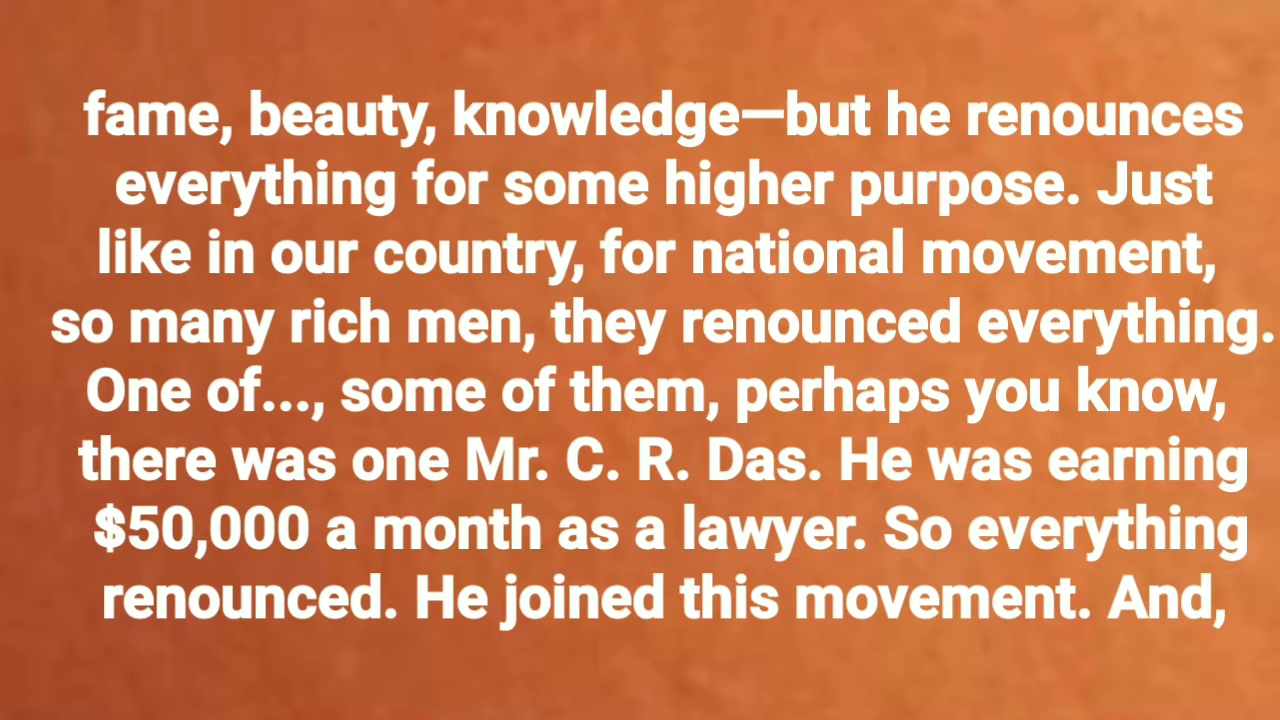 fame, beauty, knowledge—but he renounces
everything for some higher purpose. Just
like in our country, for national movement,
so many rich men, they renounced everything.
One of..., some of them, perhaps you know,
there was one Mr. C. R. Das. He was earning
$50,000 a month as a lawyer. So everything
renounced. He joined this movement. And,